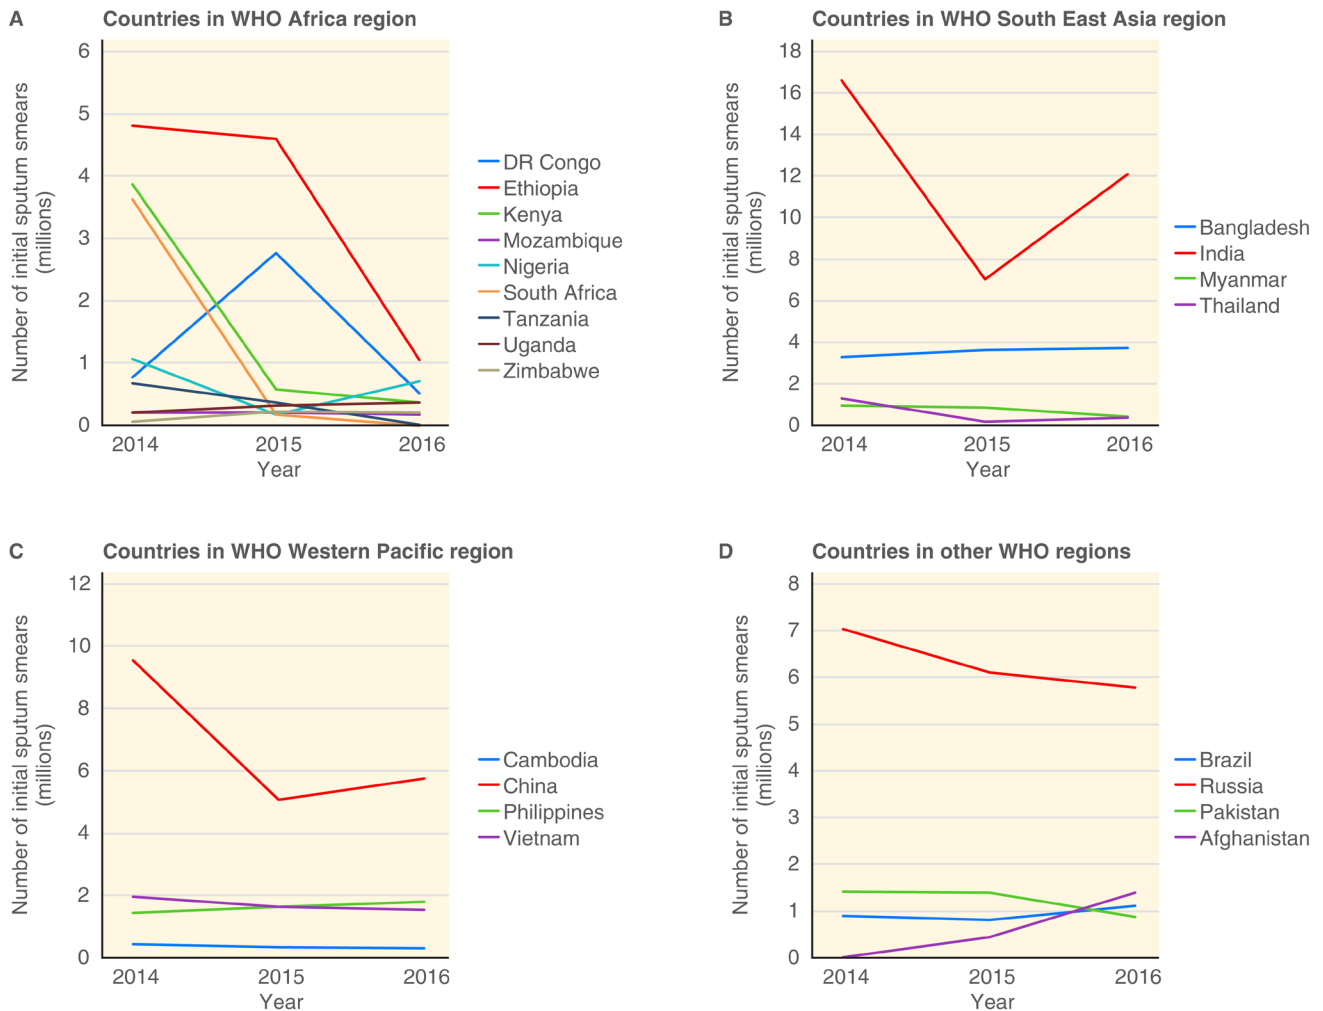 A
Countries in WHO Africa region
Number of initial sputum smears
(millions)
6
5
4
3
2
1
0
2014
2015
2016
Year
DR Congo
Ethiopia
Kenya
Mozambique
Nigeria
South Africa
Tanzania
Uganda
Zimbabwe
B
Countries in WHO South East Asia region
Number of initial sputum smears
(millions)
18
16
14
12
10
8
6
4
2
0
2014
2015
2016
Year
Bangladesh
India
Myanmar
Thailand
C
Countries in WHO Western Pacific region
Number of initial sputum smears
(millions)
12
10
8
6
4
2
0
2014
2015
2016
Year
Cambodia
China
Philippines
Vietnam
D
Countries in other WHO regions
Number of initial sputum smears
(millions)
8
7
6
5
4
3
2
1
0
2014
2015
2016
Year
Brazil
Russia
Pakistan
Afghanistan